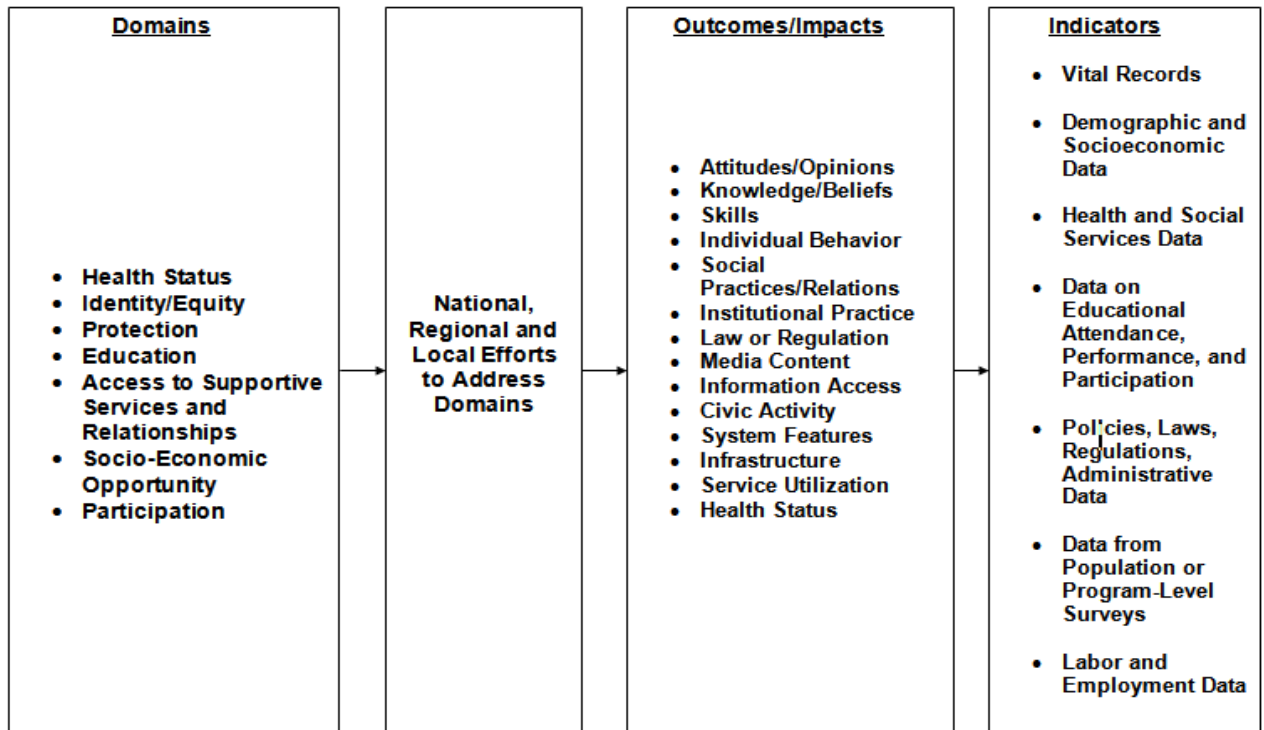 Domains
• Health Status
• Identity/Equity
• Protection
• Education
• Access to Supportive
Services and
Relationships
• Socio-Economic
Opportunity
• Participation
National,
Regional and
Local Efforts
to Address
Domains
Outcomes/Impacts
• Attitudes/Opinions
• Knowledge/Beliefs
• Skills
• Individual Behavior
• Social
Practices/Relations
• Institutional Practice
• Law or Regulation
• Media Content
• Information Access
• Civic Activity
• System Features
• Infrastructure
• Service Utilization
• Health Status
Indicators
• Vital Records
• Demographic and
Socioeconomic
Data
• Health and Social
Services Data
• Data on
Educational
Attendance,
Performance, and
Participation
• Policies, Laws,
Regulations,
Administrative
Data
• Data from
Population or
Program-Level
Surveys
• Labor and
Employment Data